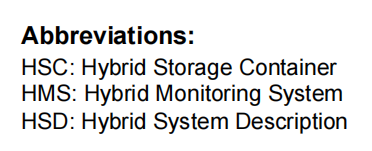 Abbreviations:
HSC: Hybrid Storage Container
HMS: Hybrid Monitoring System
HSD: Hybrid System Description